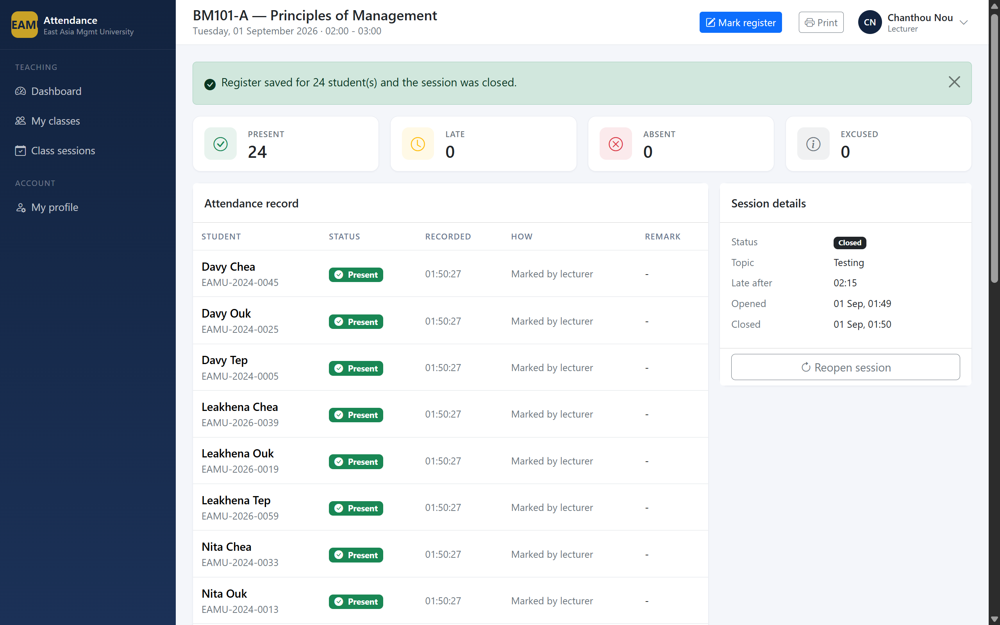 EAMU
Attendance
East Asia Mgmt University
TEACHING
Dashboard
My classes
Class sessions
ACCOUNT
My profile
BM101-A — Principles of Management
Tuesday, 01 September 2026 · 02:00 - 03:00
Mark register
Print
CN
Chanthou Nou
Lecturer
Register saved for 24 student(s) and the session was closed.
PRESENT
24
LATE
0
ABSENT
0
EXCUSED
0
Attendance record
STUDENT STATUS RECORDED HOW REMARK
Davy Chea
EAMU-2024-0045
Present 01:50:27 Marked by lecturer -
Davy Ouk
EAMU-2024-0025
Present 01:50:27 Marked by lecturer -
Davy Tep
EAMU-2024-0005
Present 01:50:27 Marked by lecturer -
Leakhena Chea
EAMU-2026-0039
Present 01:50:27 Marked by lecturer -
Leakhena Ouk
EAMU-2026-0019
Present 01:50:27 Marked by lecturer -
Leakhena Tep
EAMU-2026-0059
Present 01:50:27 Marked by lecturer -
Nita Chea
EAMU-2024-0033
Present 01:50:27 Marked by lecturer -
Nita Ouk
EAMU-2024-0013
Present 01:50:27 Marked by lecturer -
Session details
Status Closed
Topic Testing
Late after 02:15
Opened 01 Sep, 01:49
Closed 01 Sep, 01:50
Reopen session